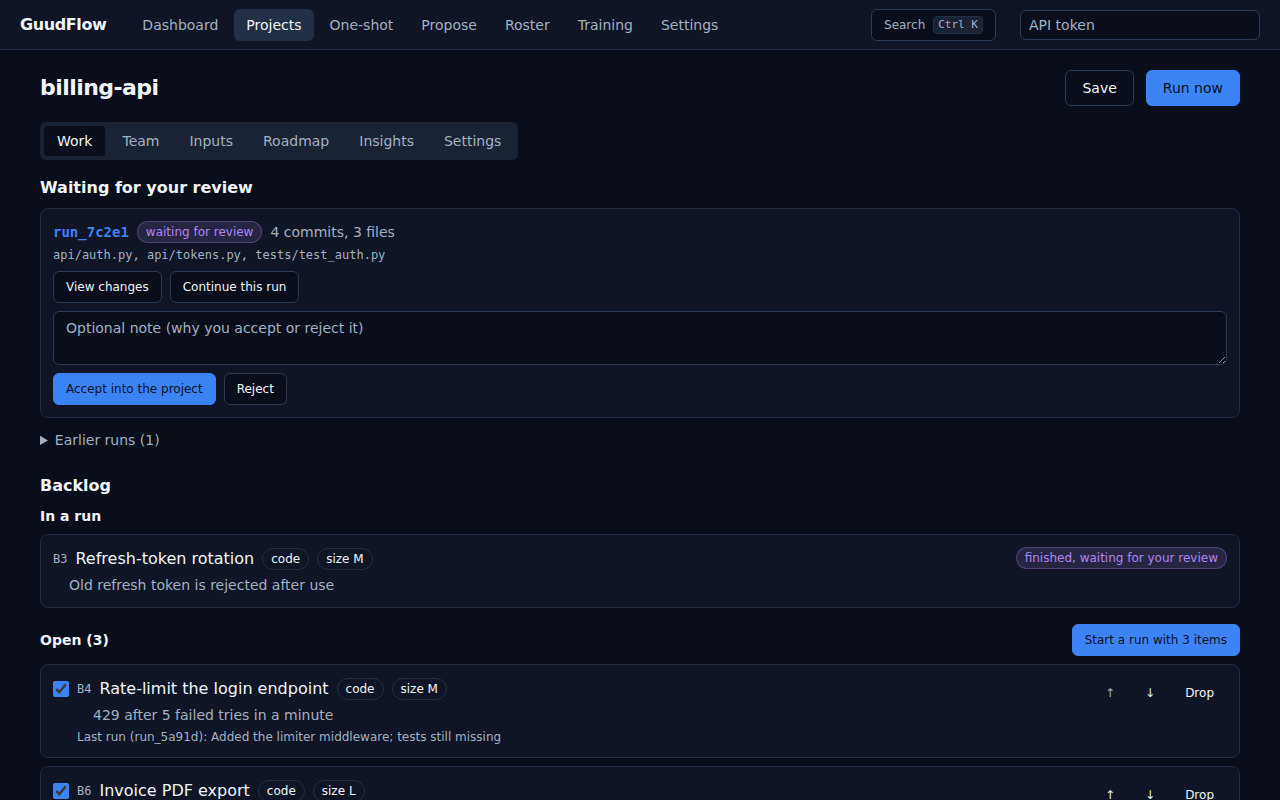 GuudFlow Dashboard Projects One-shot Propose Roster Training Settings Search Ctrl K API token
billing-api Save Run now
Work Team Inputs Roadmap Insights Settings
Waiting for your review
run_7c2e1 waiting for review 4 commits, 3 files
api/auth.py, api/tokens.py, tests/test_auth.py
View changes Continue this run
Optional note (why you accept or reject it)
Accept into the project Reject
▶ Earlier runs (1)
Backlog
In a run
B3 Refresh-token rotation code size M finished, waiting for your review
Old refresh token is rejected after use
Open (3) Start a run with 3 items
B4 Rate-limit the login endpoint code size M ↑ ↓ Drop
429 after 5 failed tries in a minute
Last run (run_5a91d): Added the limiter middleware; tests still missing
B6 Invoice PDF export code size L ↑ ↓ Drop